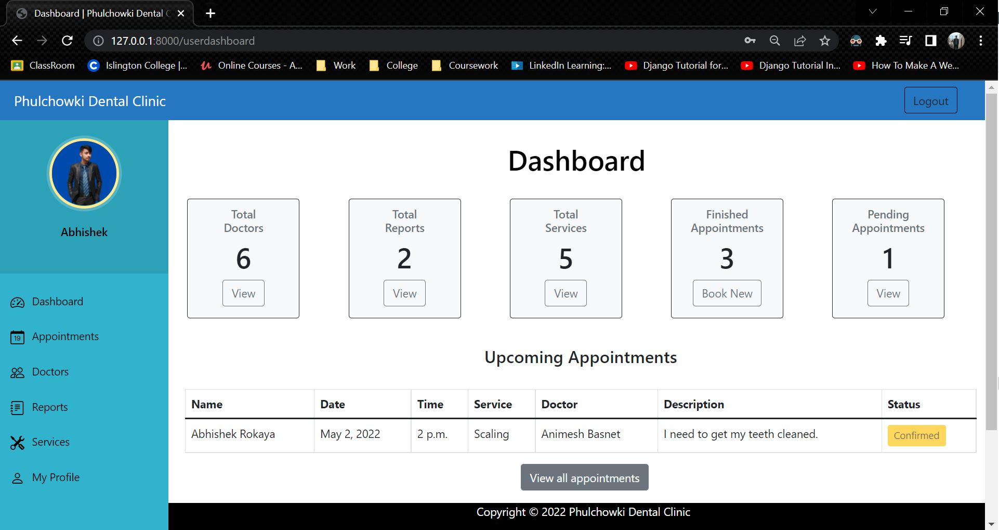 Dashboard | Phulchowki Dental C
127.0.0.1:8000/userdashboard
ClassRoom
Islington College |...
Online Courses - A...
Work
College
Coursework
LinkedIn Learning:...
Django Tutorial for...
Django Tutorial In...
How To Make A We...
Phulchowki Dental Clinic
Logout
Abhishek
Dashboard
19
Appointments
Doctors
Reports
Services
My Profile
Dashboard
Total
Doctors
6
View
Total
Reports
2
View
Total
Services
5
View
Finished
Appointments
3
Book New
Pending
Appointments
1
View
Upcoming Appointments
Name Date Time Service Doctor Description Status
Abhishek Rokaya May 2, 2022 2 p.m. Scaling Animesh Basnet I need to get my teeth cleaned. Confirmed
View all appointments
Copyright © 2022 Phulchowki Dental Clinic